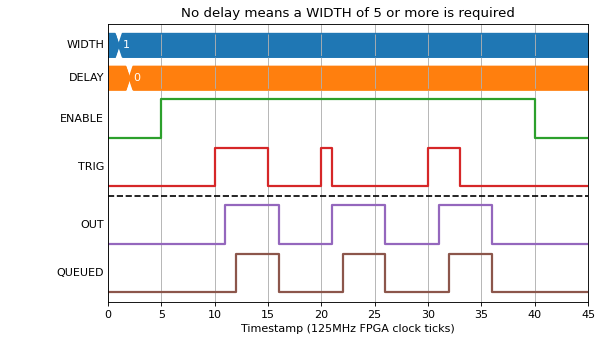 No delay means a WIDTH of 5 or more is required
WIDTH
1
DELAY
0
ENABLE
TRIG
OUT
QUEUED
0 5 10 15 20 25 30 35 40 45
Timestamp (125MHz FPGA clock ticks)